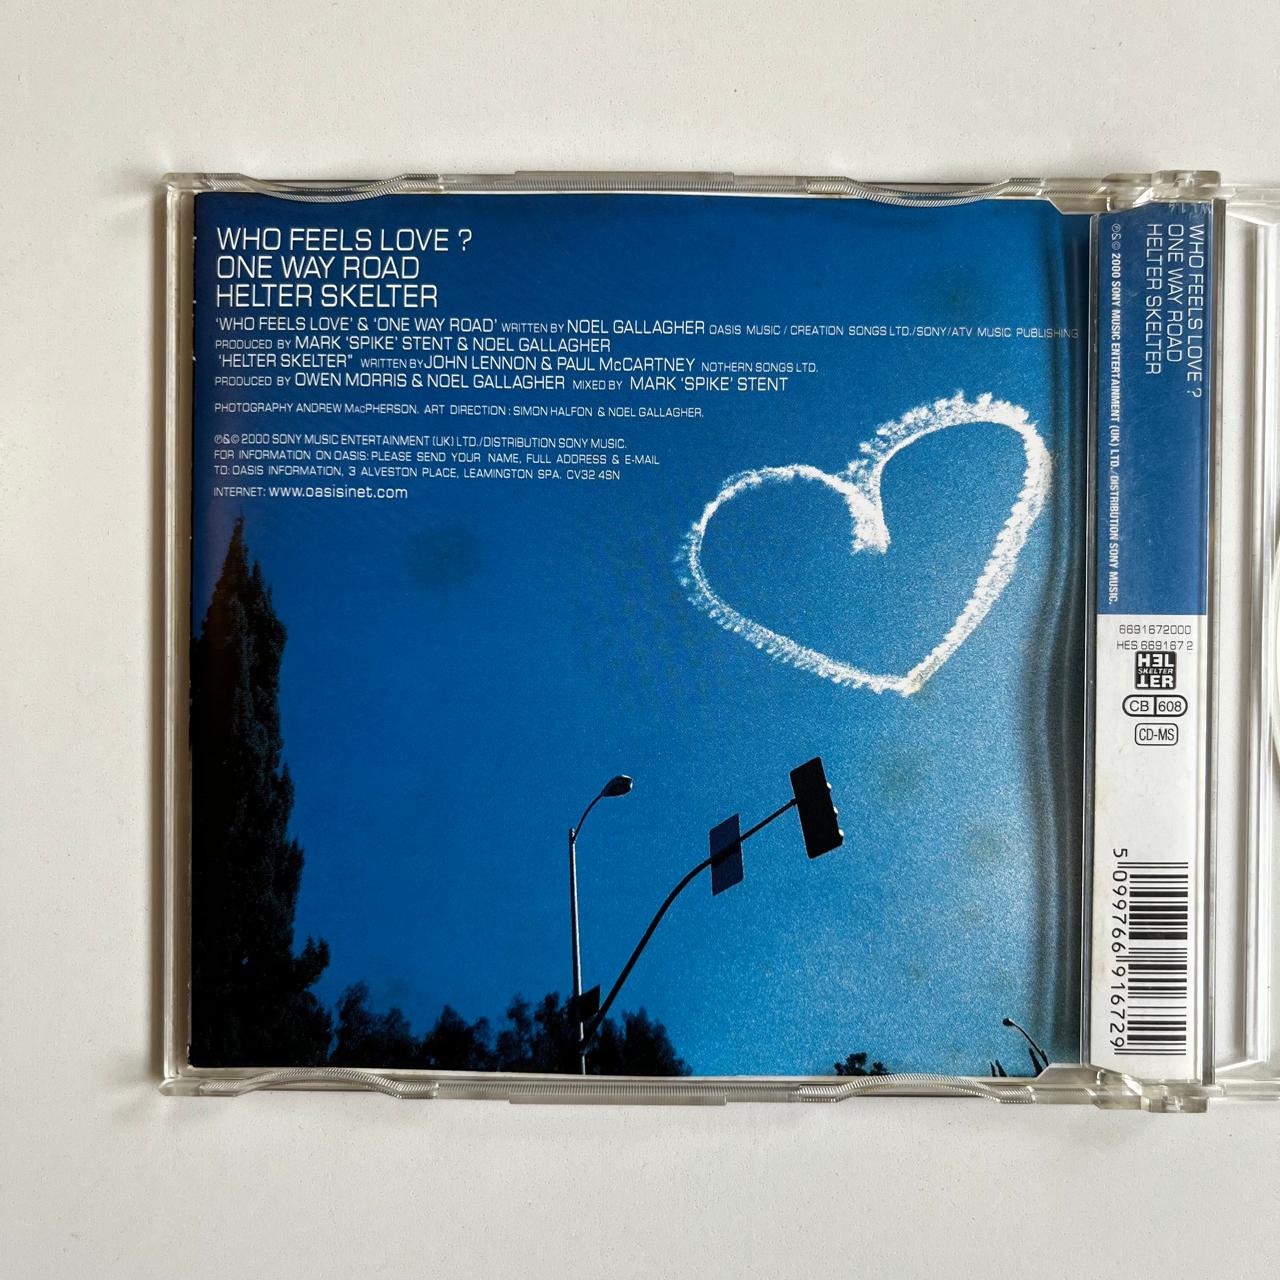 WHO FEELS LOVE ?
ONE WAY ROAD
HELTER SKELTER
'WHO FEELS LOVE' & 'ONE WAY ROAD' WRITTEN BY NOEL GALLAGHER OASIS MUSIC / CREATION SONGS LTD./SONY/ATV MUSIC PUBLISHING
PRODUCED BY MARK 'SPIKE' STENT & NOEL GALLAGHER
'HELTER SKELTER" WRITTEN BY JOHN LENNON & PAUL McCARTNEY NOTHERN SONGS LTD.
PRODUCED BY OWEN MORRIS & NOEL GALLAGHER MIXED BY MARK 'SPIKE' STENT
PHOTOGRAPHY ANDREW MACPHERSON. ART DIRECTION : SIMON HALFON & NOEL GALLAGHER.
℗&© 2000 SONY MUSIC ENTERTAINMENT (UK) LTD./DISTRIBUTION SONY MUSIC.
FOR INFORMATION ON OASIS: PLEASE SEND YOUR NAME, FULL ADDRESS & E-MAIL
TO: OASIS INFORMATION, 3 ALVESTON PLACE, LEAMINGTON SPA. CV32 4SN
INTERNET: www.oasisinet.com
WHO FEELS LOVE ?
ONE WAY ROAD
HELTER SKELTER
℗&© 2000 SONY MUSIC ENTERTAINMENT (UK) LTD./DISTRIBUTION SONY MUSIC.
6691672000
HES 669167 2
HEL
SKELTER
TER
CB 608
CD-MS
5 099766 916729